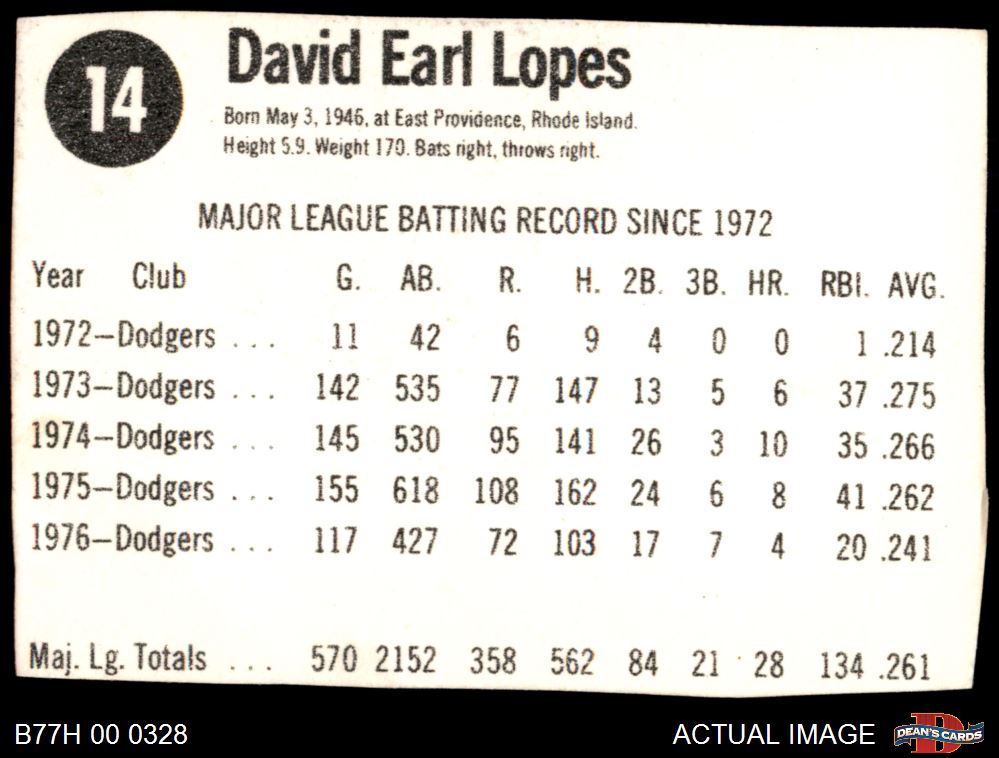 14
David Earl Lopes
Born May 3, 1946, at East Providence, Rhode Island.
Height 5.9. Weight 170. Bats right, throws right.
MAJOR LEAGUE BATTING RECORD SINCE 1972
Year Club G. AB. R. H. 2B. 3B. HR. RBI. AVG.
1972—Dodgers ... 11 42 6 9 4 0 0 1 .214
1973—Dodgers ... 142 535 77 147 13 5 6 37 .275
1974—Dodgers ... 145 530 95 141 26 3 10 35 .266
1975—Dodgers ... 155 618 108 162 24 6 8 41 .262
1976—Dodgers ... 117 427 72 103 17 7 4 20 .241
Maj. Lg. Totals ... 570 2152 358 562 84 21 28 134 .261
B77H 00 0328 ACTUAL IMAGE D DEAN'S CARDS